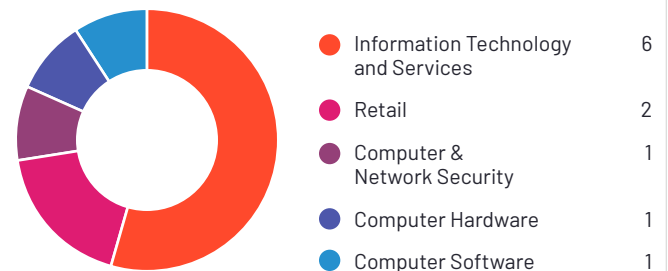 Information Technology 6
and Services
Retail 2
Computer & 1
Network Security
Computer Hardware 1
Computer Software 1